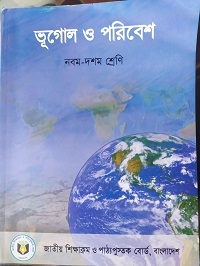 ভূগোল ও পরিবেশ
নবম-দশম শ্রেণি
জাতীয় শিক্ষাক্রম ও পাঠ্যপুস্তক বোর্ড, বাংলাদেশ